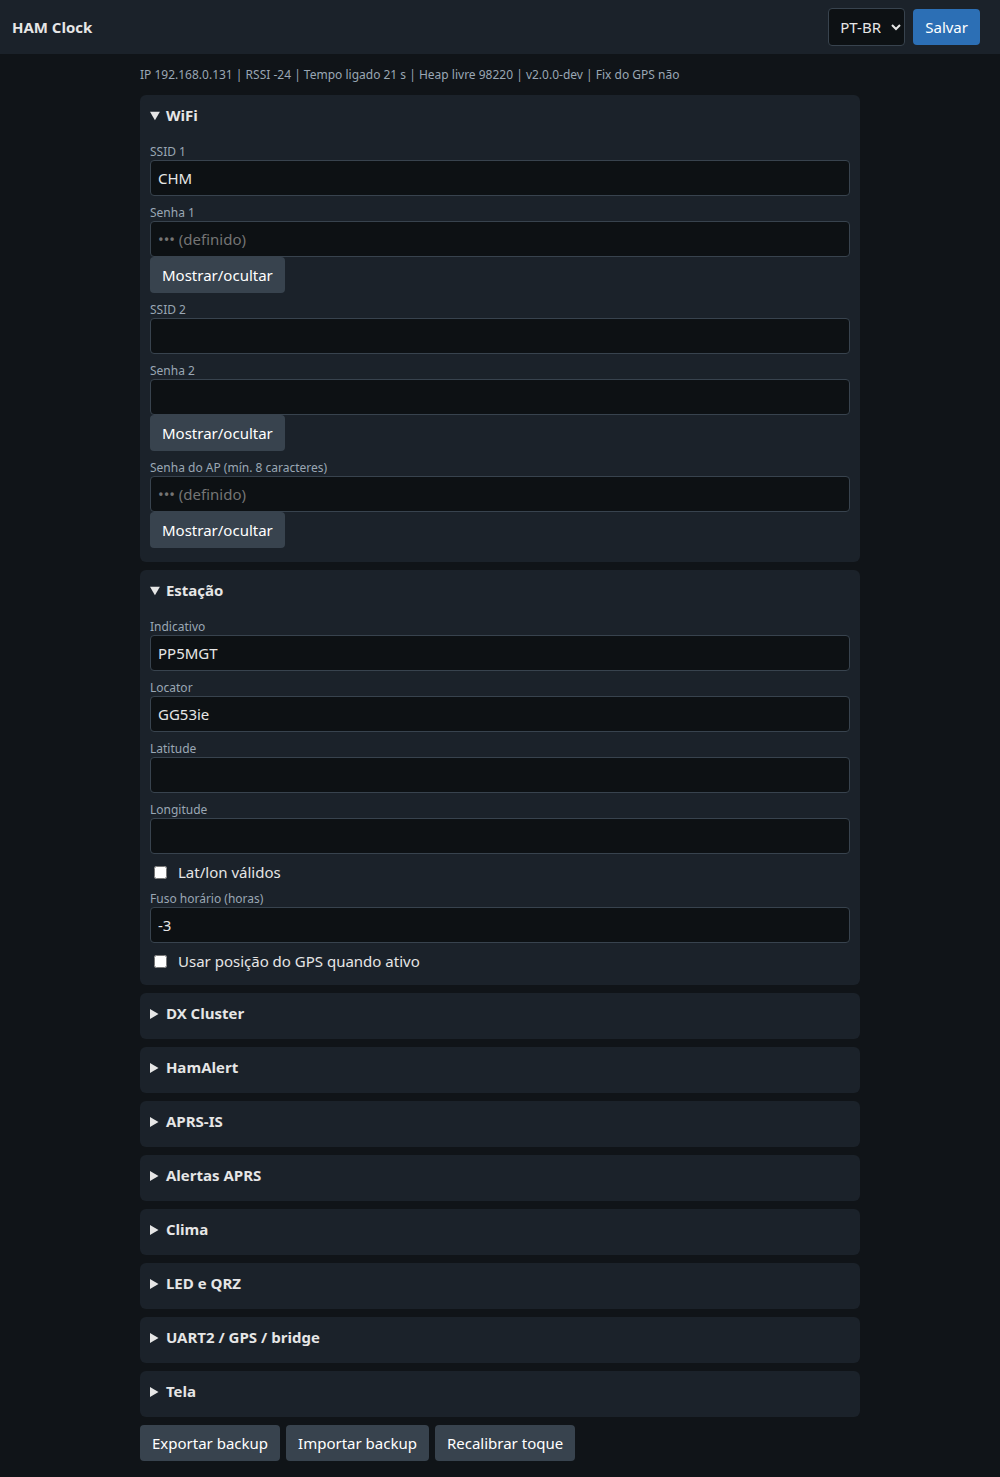 HAM Clock
PT-BR
Salvar
IP 192.168.0.131 | RSSI -24 | Tempo ligado 21 s | Heap livre 98220 | v2.0.0-dev | Fix do GPS não
WiFi
SSID 1
CHM
Senha 1
••• (definido)
Mostrar/ocultar
SSID 2
Senha 2
Mostrar/ocultar
Senha do AP (mín. 8 caracteres)
••• (definido)
Mostrar/ocultar
Estação
Indicativo
PP5MGT
Locator
GG53ie
Latitude
Longitude
Lat/lon válidos
Fuso horário (horas)
-3
Usar posição do GPS quando ativo
DX Cluster
HamAlert
APRS-IS
Alertas APRS
Clima
LED e QRZ
UART2 / GPS / bridge
Tela
Exportar backup
Importar backup
Recalibrar toque